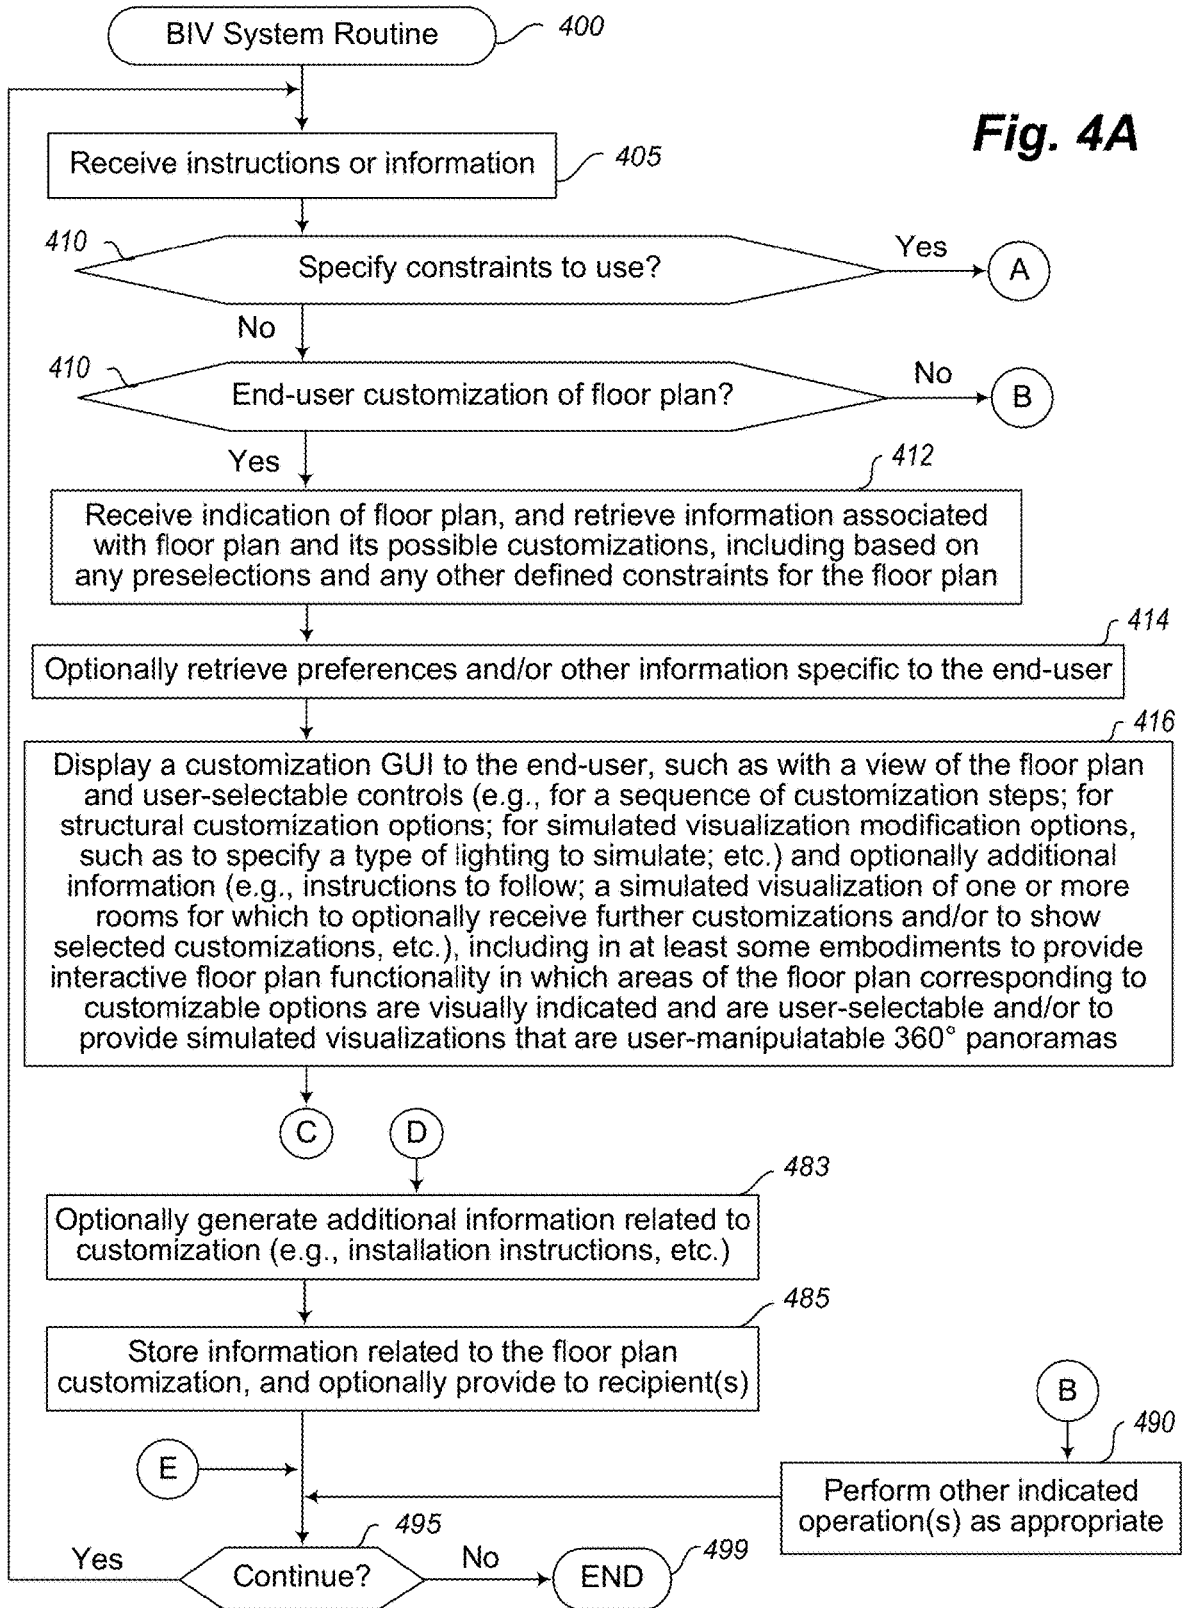 BIV System Routine
400
Fig. 4A
Receive instructions or information
405
410
Specify constraints to use?
Yes
A
No
410
End-user customization of floor plan?
No
B
Yes
412
Receive indication of floor plan, and retrieve information associated
with floor plan and its possible customizations, including based on
any preselections and any other defined constraints for the floor plan
414
Optionally retrieve preferences and/or other information specific to the end-user
416
Display a customization GUI to the end-user, such as with a view of the floor plan
and user-selectable controls (e.g., for a sequence of customization steps; for
structural customization options; for simulated visualization modification options,
such as to specify a type of lighting to simulate; etc.) and optionally additional
information (e.g., instructions to follow; a simulated visualization of one or more
rooms for which to optionally receive further customizations and/or to show
selected customizations, etc.), including in at least some embodiments to provide
interactive floor plan functionality in which areas of the floor plan corresponding to
customizable options are visually indicated and are user-selectable and/or to
provide simulated visualizations that are user-manipulatable 360° panoramas
C
D
483
Optionally generate additional information related to
customization (e.g., installation instructions, etc.)
485
Store information related to the floor plan
customization, and optionally provide to recipient(s)
B
490
E
Perform other indicated
operation(s) as appropriate
495
Yes
Continue?
No
END
499